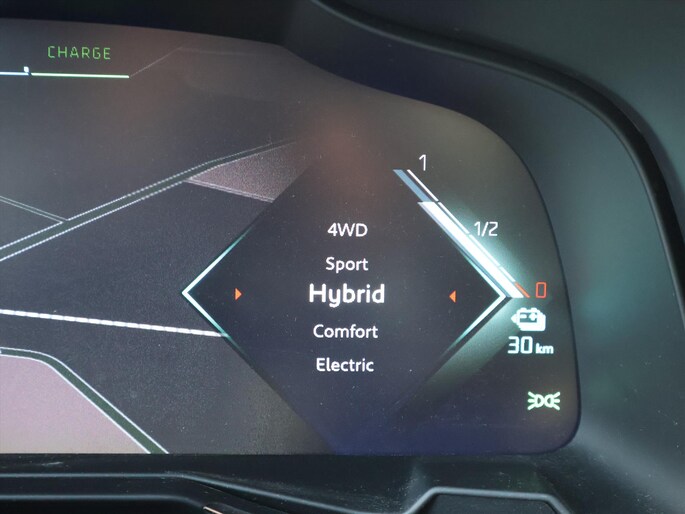 CHARGE
1
4WD
1/2
Sport
Hybrid
0
Comfort
30 km
Electric